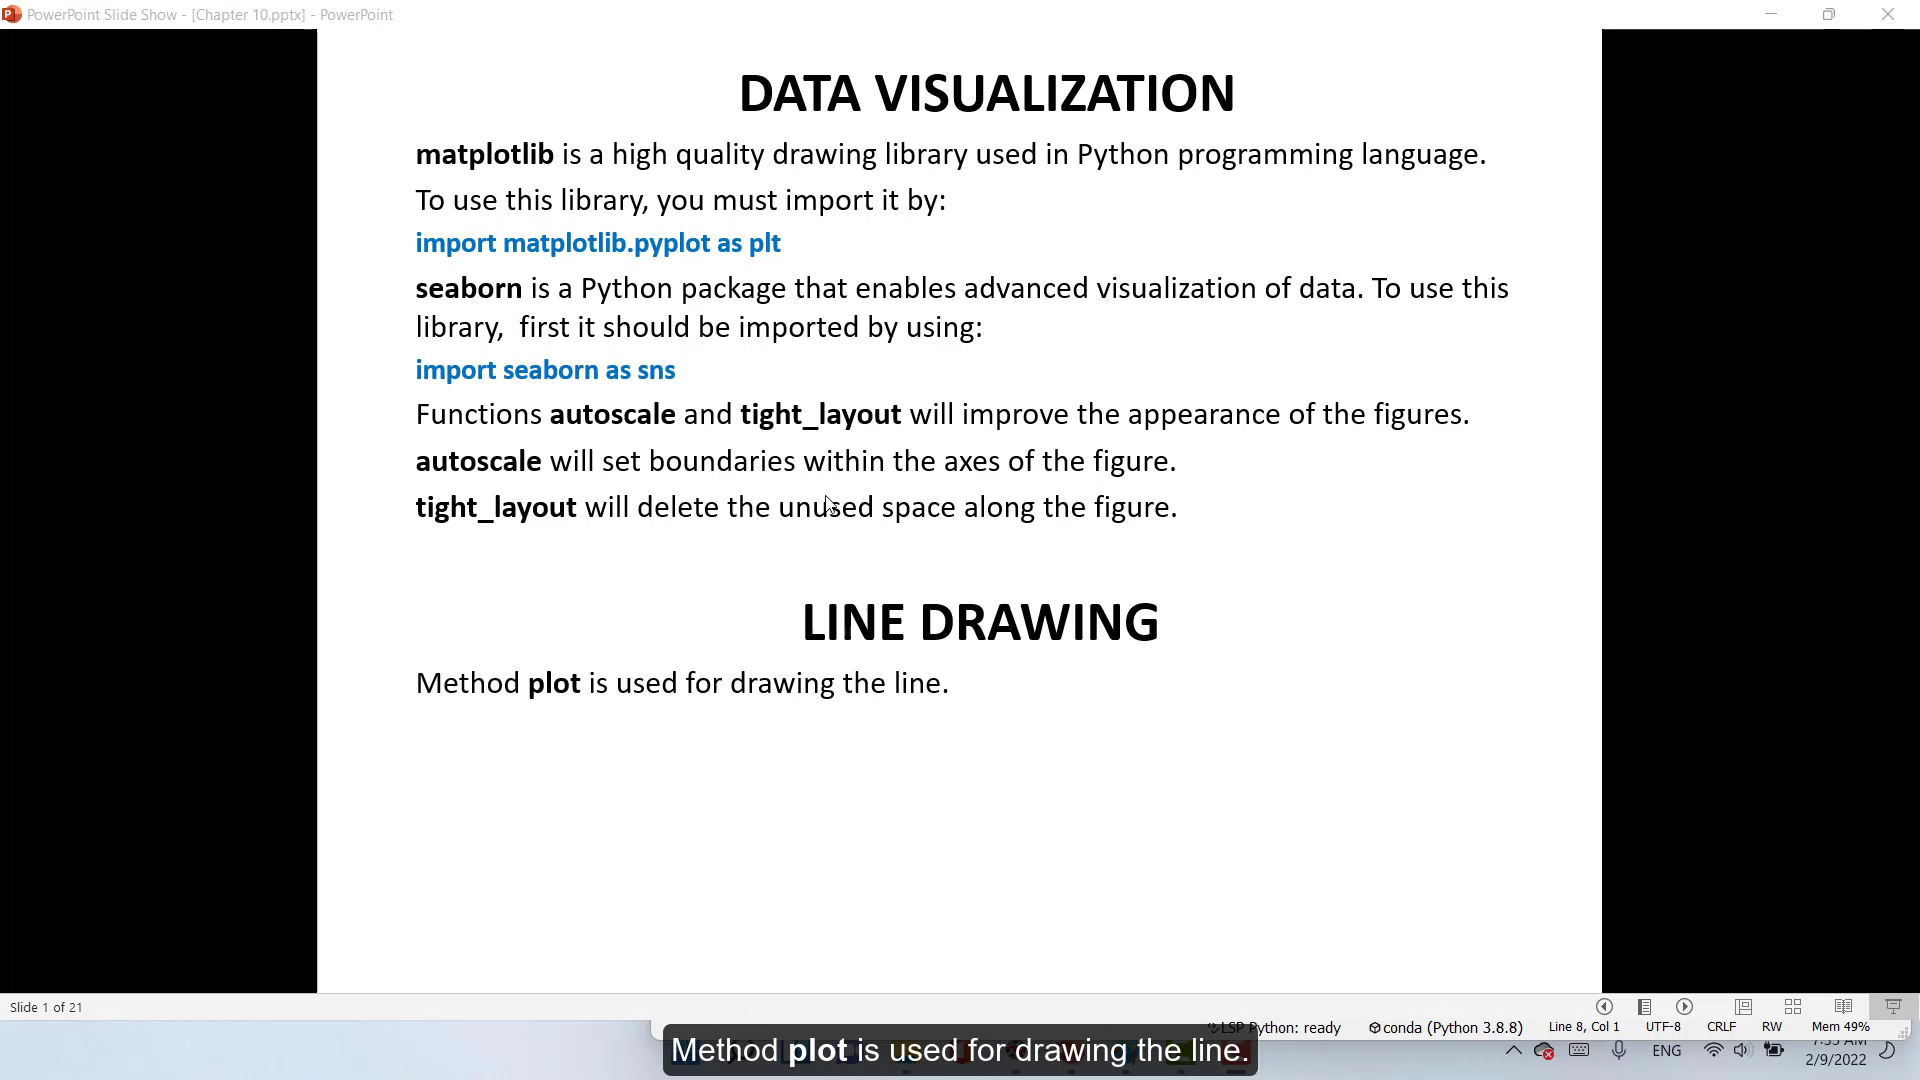 PowerPoint Slide Show - [Chapter 10.pptx] - PowerPoint
DATA VISUALIZATION
matplotlib is a high quality drawing library used in Python programming language.
To use this library, you must import it by:
import matplotlib.pyplot as plt
seaborn is a Python package that enables advanced visualization of data. To use this
library, first it should be imported by using:
import seaborn as sns
Functions autoscale and tight_layout will improve the appearance of the figures.
autoscale will set boundaries within the axes of the figure.
tight_layout will delete the unused space along the figure.
LINE DRAWING
Method plot is used for drawing the line.
Slide 1 of 21
LSP Python: ready conda (Python 3.8.8) Line 8, Col 1 UTF-8 CRLF RW Mem 49%
Method plot is used for drawing the line.
ENG
2/9/2022